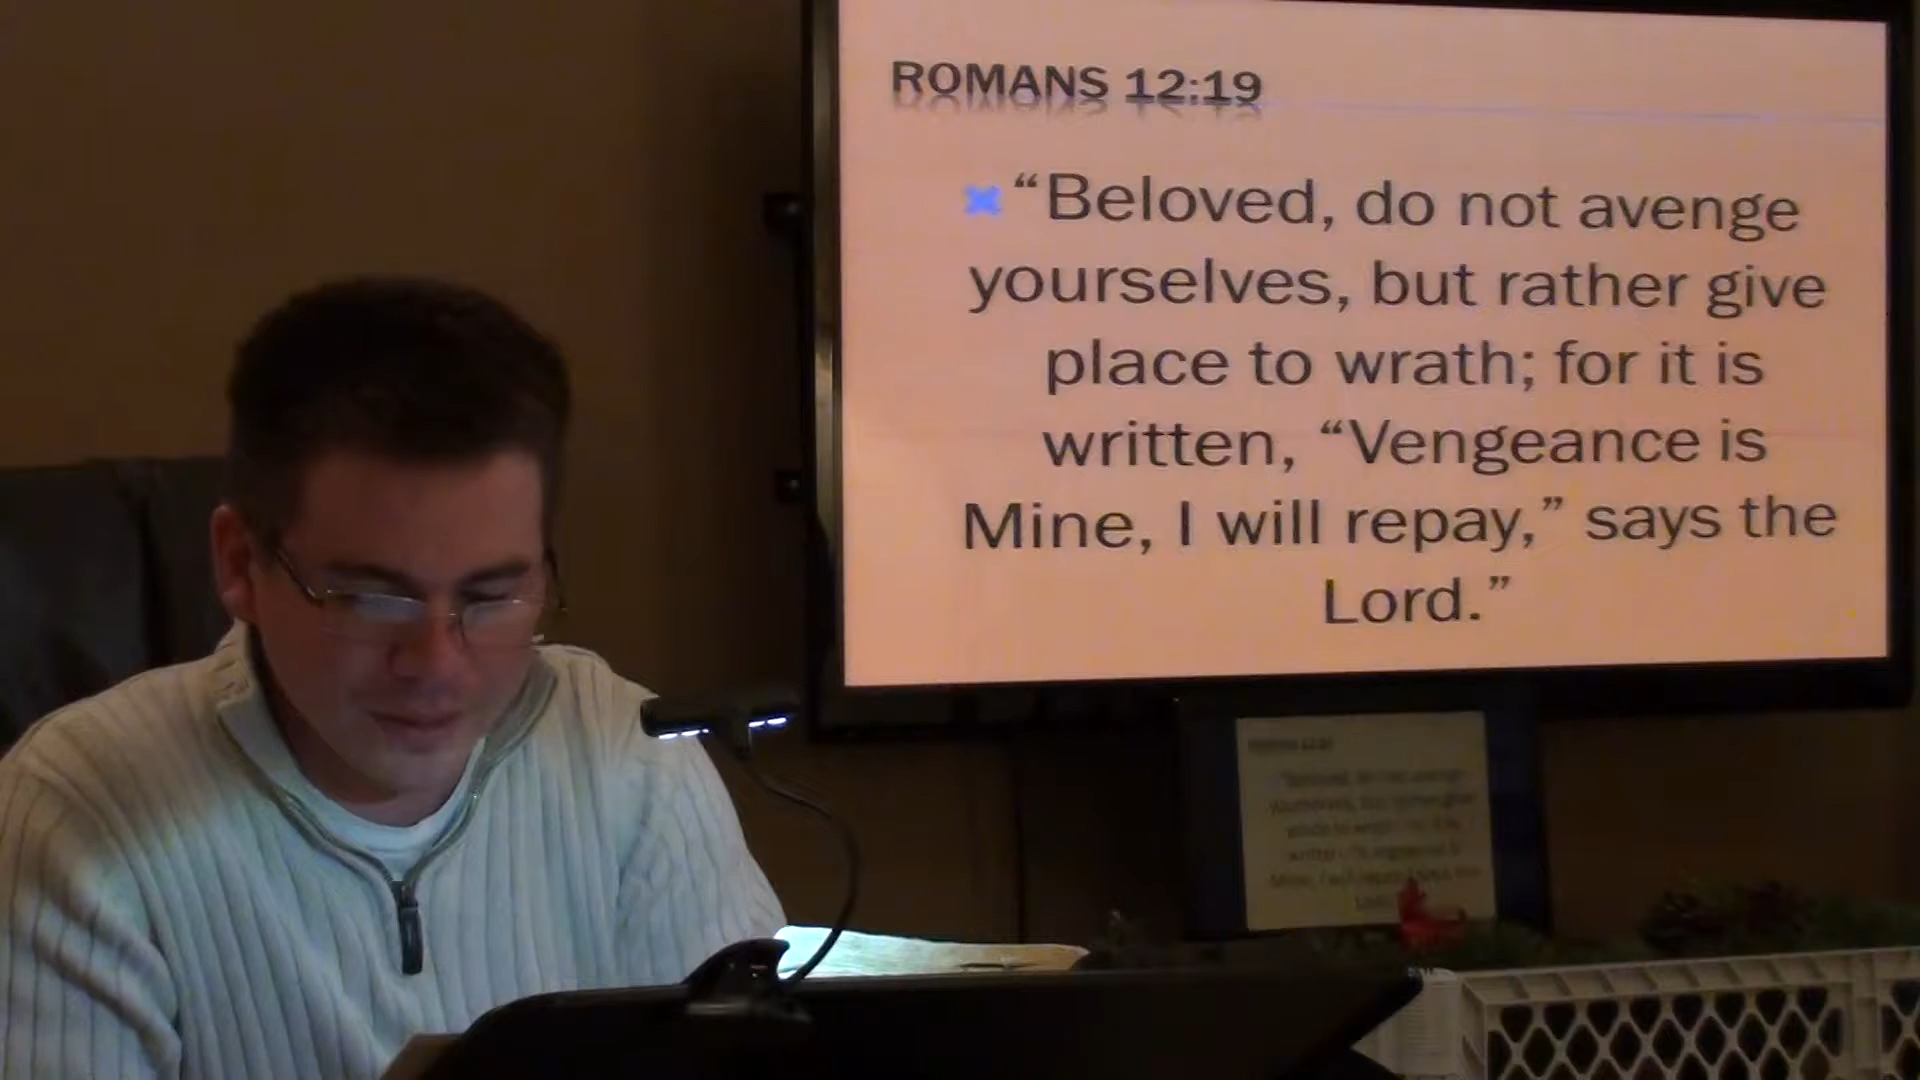 ROMANS 12:19
“Beloved, do not avenge
yourselves, but rather give
place to wrath; for it is
written, “Vengeance is
Mine, I will repay,” says the
Lord.”